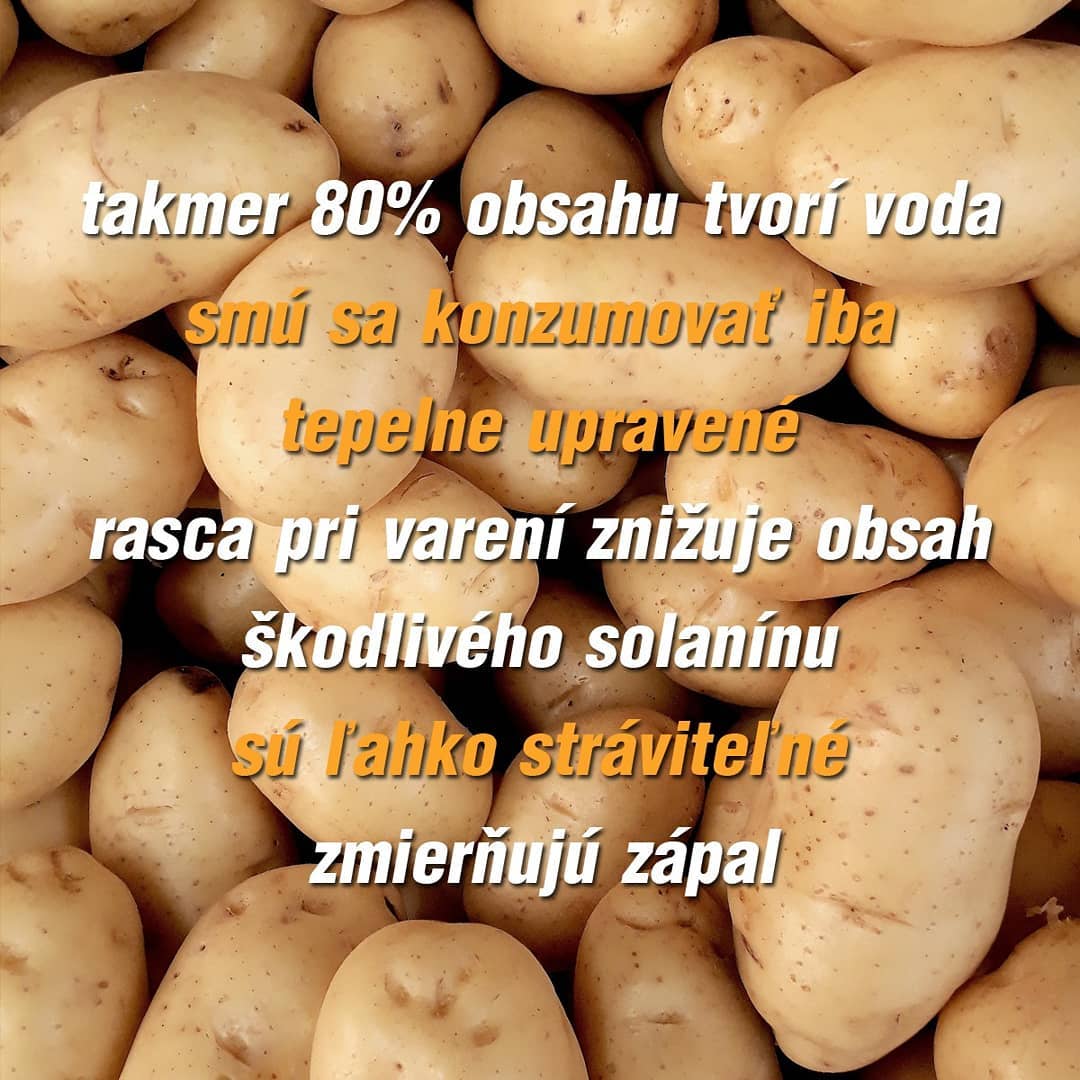 takmer 80% obsahu tvorí voda
smú sa konzumovať iba
tepelne upravené
rasca pri varení znižuje obsah
škodlivého solanínu
sú ľahko stráviteľné
zmierňujú zápal